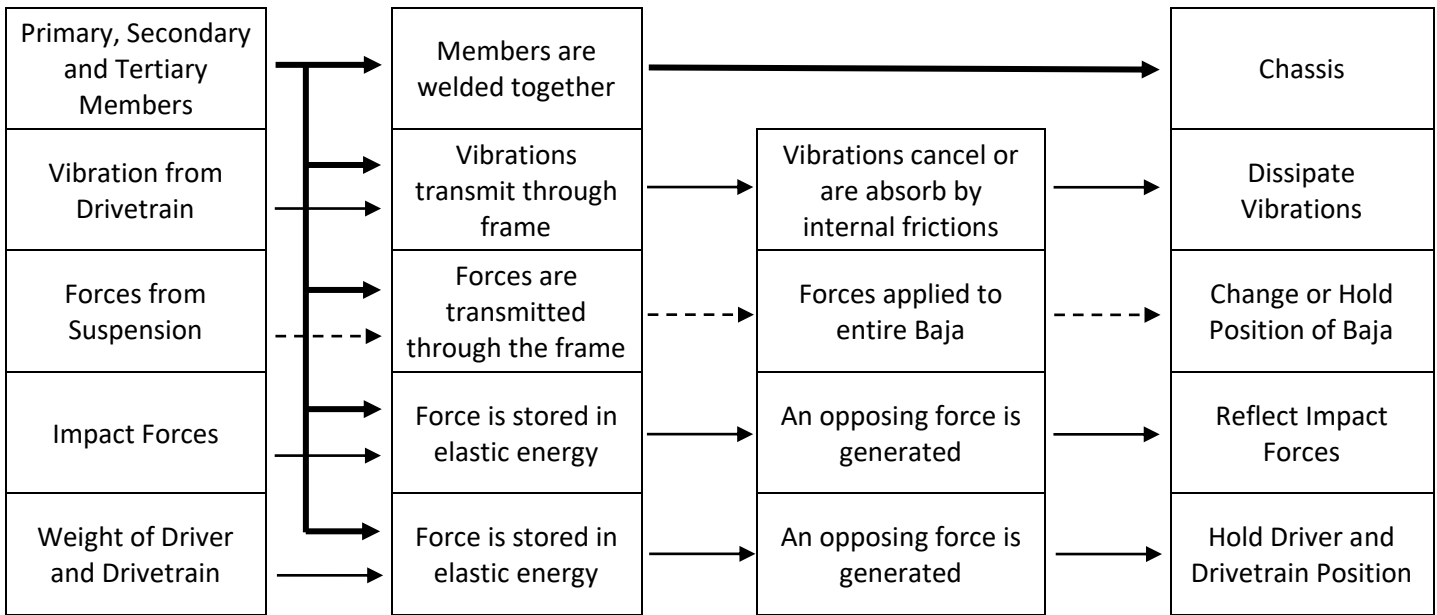 Primary, Secondary
and Tertiary
Members
Members are
welded together
Chassis
Vibration from
Drivetrain
Vibrations
transmit through
frame
Vibrations cancel or
are absorb by
internal frictions
Dissipate
Vibrations
Forces from
Suspension
Forces are
transmitted
through the frame
Forces applied to
entire Baja
Change or Hold
Position of Baja
Impact Forces
Force is stored in
elastic energy
An opposing force is
generated
Reflect Impact
Forces
Weight of Driver
and Drivetrain
Force is stored in
elastic energy
An opposing force is
generated
Hold Driver and
Drivetrain Position